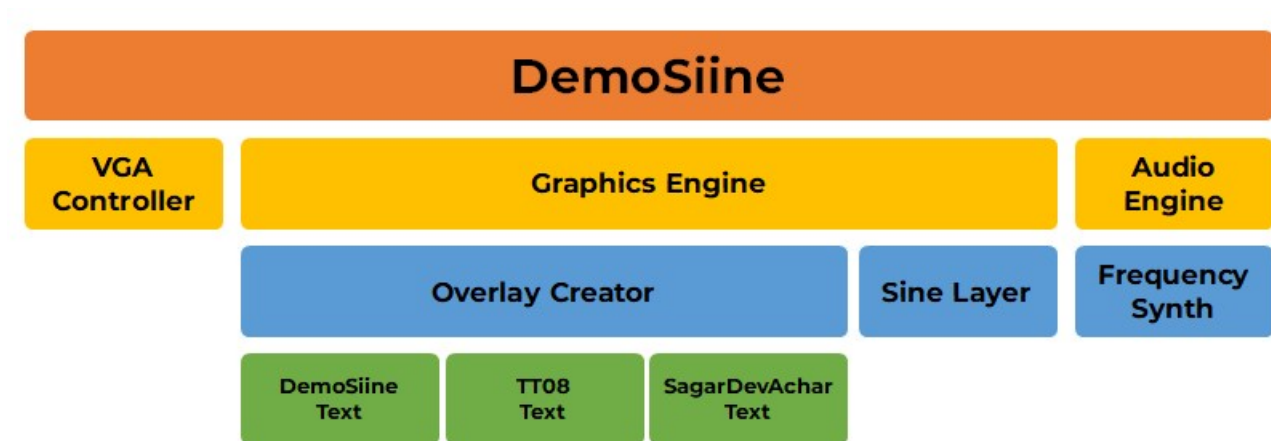 DemoSiine
VGA
Controller
Graphics Engine
Audio
Engine
Overlay Creator
Sine Layer
Frequency
Synth
DemoSiine
Text
TT08
Text
SagarDevAchar
Text